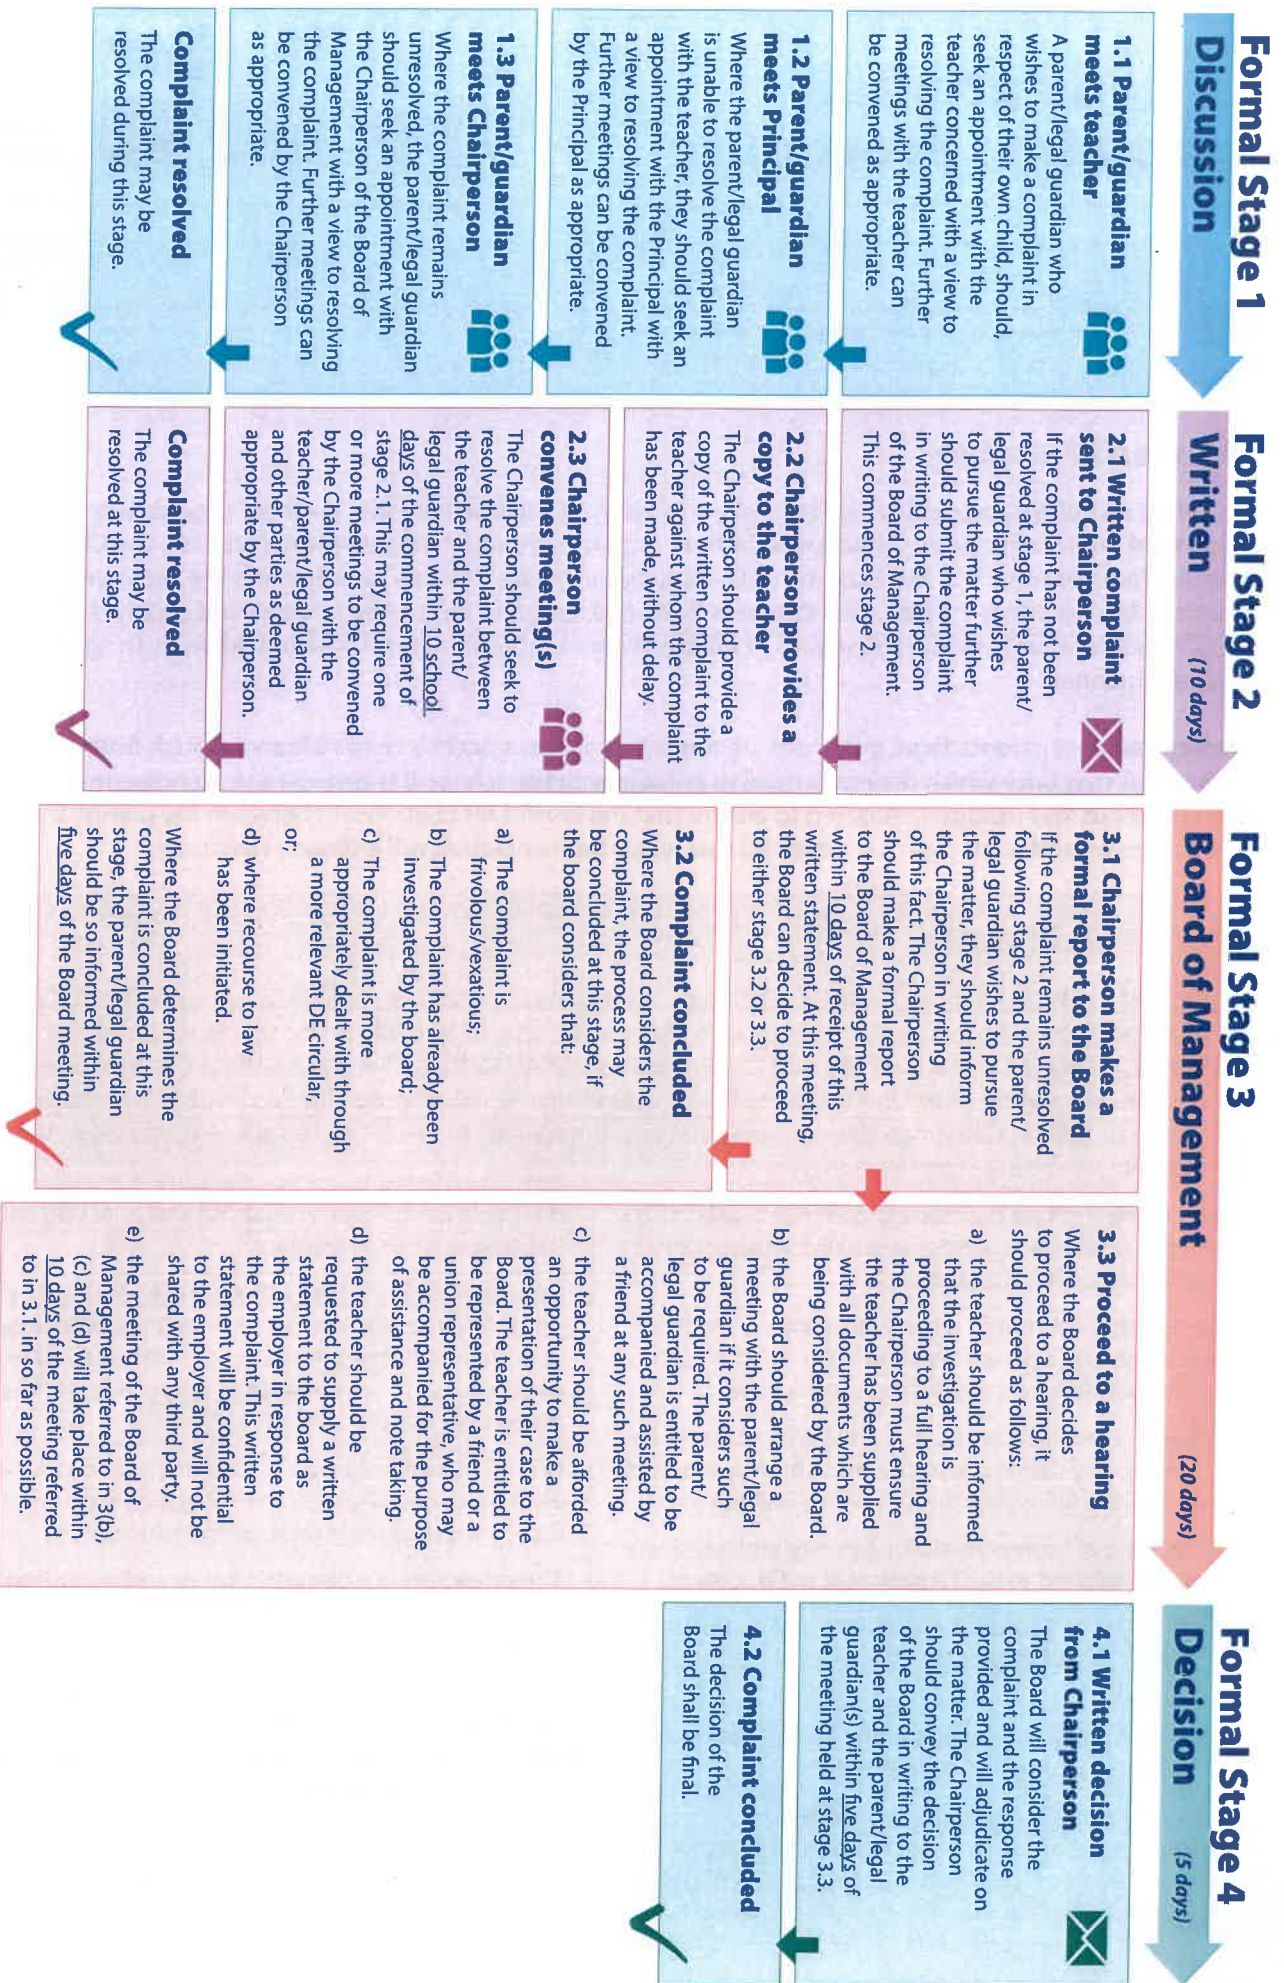 Formal Stage 1
Discussion
1.1 Parent/guardian
meets teacher
A parent/legal guardian who
wishes to make a complaint in
respect of their own child, should,
seek an appointment with the
teacher concerned with a view to
resolving the complaint. Further
meetings with the teacher can
be convened as appropriate.
1.2 Parent/guardian
meets Principal
Where the parent/legal guardian
is unable to resolve the complaint
with the teacher, they should seek an
appointment with the Principal with
a view to resolving the complaint.
Further meetings can be convened
by the Principal as appropriate.
1.3 Parent/guardian
meets Chairperson
Where the complaint remains
unresolved, the parent/legal guardian
should seek an appointment with
the Chairperson of the Board of
Management with a view to resolving
the complaint. Further meetings can
be convened by the Chairperson
as appropriate.
Complaint resolved
The complaint may be
resolved during this stage.
Formal Stage 2
Written (10 days)
2.1 Written complaint
sent to Chairperson
If the complaint has not been
resolved at stage 1, the parent/
legal guardian who wishes
to pursue the matter further
should submit the complaint
in writing to the Chairperson
of the Board of Management.
This commences stage 2.
2.2 Chairperson provides a
copy to the teacher
The Chairperson should provide a
copy of the written complaint to the
teacher against whom the complaint
has been made, without delay.
2.3 Chairperson
convenes meeting(s)
The Chairperson should seek to
resolve the complaint between
the teacher and the parent/
legal guardian within 10 school
days of the commencement of
stage 2.1. This may require one
or more meetings to be convened
by the Chairperson with the
teacher/parent/legal guardian
and other parties as deemed
appropriate by the Chairperson.
Complaint resolved
The complaint may be
resolved at this stage.
Formal Stage 3
Board of Management (20 days)
3.1 Chairperson makes a
formal report to the Board
If the complaint remains unresolved
following stage 2 and the parent/
legal guardian wishes to pursue
the matter, they should inform
the Chairperson in writing
of this fact. The Chairperson
should make a formal report
to the Board of Management
within 10 days of receipt of this
written statement. At this meeting,
the Board can decide to proceed
to either stage 3.2 or 3.3.
3.2 Complaint concluded
Where the Board considers the
complaint, the process may
be concluded at this stage, if
the board considers that:
a) The complaint is
frivolous/vexatious;
b) The complaint has already been
investigated by the board;
c) The complaint is more
appropriately dealt with through
a more relevant DE circular,
or;
d) where recourse to law
has been initiated.
Where the Board determines the
complaint is concluded at this
stage, the parent/legal guardian
should be so informed within
five days of the Board meeting.
3.3 Proceed to a hearing
Where the Board decides
to proceed to a hearing, it
should proceed as follows:
a) the teacher should be informed
that the investigation is
proceeding to a full hearing and
the Chairperson must ensure
the teacher has been supplied
with all documents which are
being considered by the Board.
b) the Board should arrange a
meeting with the parent/legal
guardian if it considers such
to be required. The parent/
legal guardian is entitled to be
accompanied and assisted by
a friend at any such meeting.
c) the teacher should be afforded
an opportunity to make a
presentation of their case to the
Board. The teacher is entitled to
be represented by a friend or a
union representative, who may
be accompanied for the purpose
of assistance and note taking.
d) the teacher should be
requested to supply a written
statement to the board as
the employer in response to
the complaint. This written
statement will be confidential
to the employer and will not be
shared with any third party.
e) the meeting of the Board of
Management referred to in 3(b),
(c) and (d) will take place within
10 days of the meeting referred
to in 3.1. in so far as possible.
Formal Stage 4
Decision (5 days)
4.1 Written decision
from Chairperson
The Board will consider the
complaint and the response
provided and will adjudicate on
the matter. The Chairperson
should convey the decision
of the Board in writing to the
teacher and the parent/legal
guardian(s) within five days of
the meeting held at stage 3.3.
4.2 Complaint concluded
The decision of the
Board shall be final.